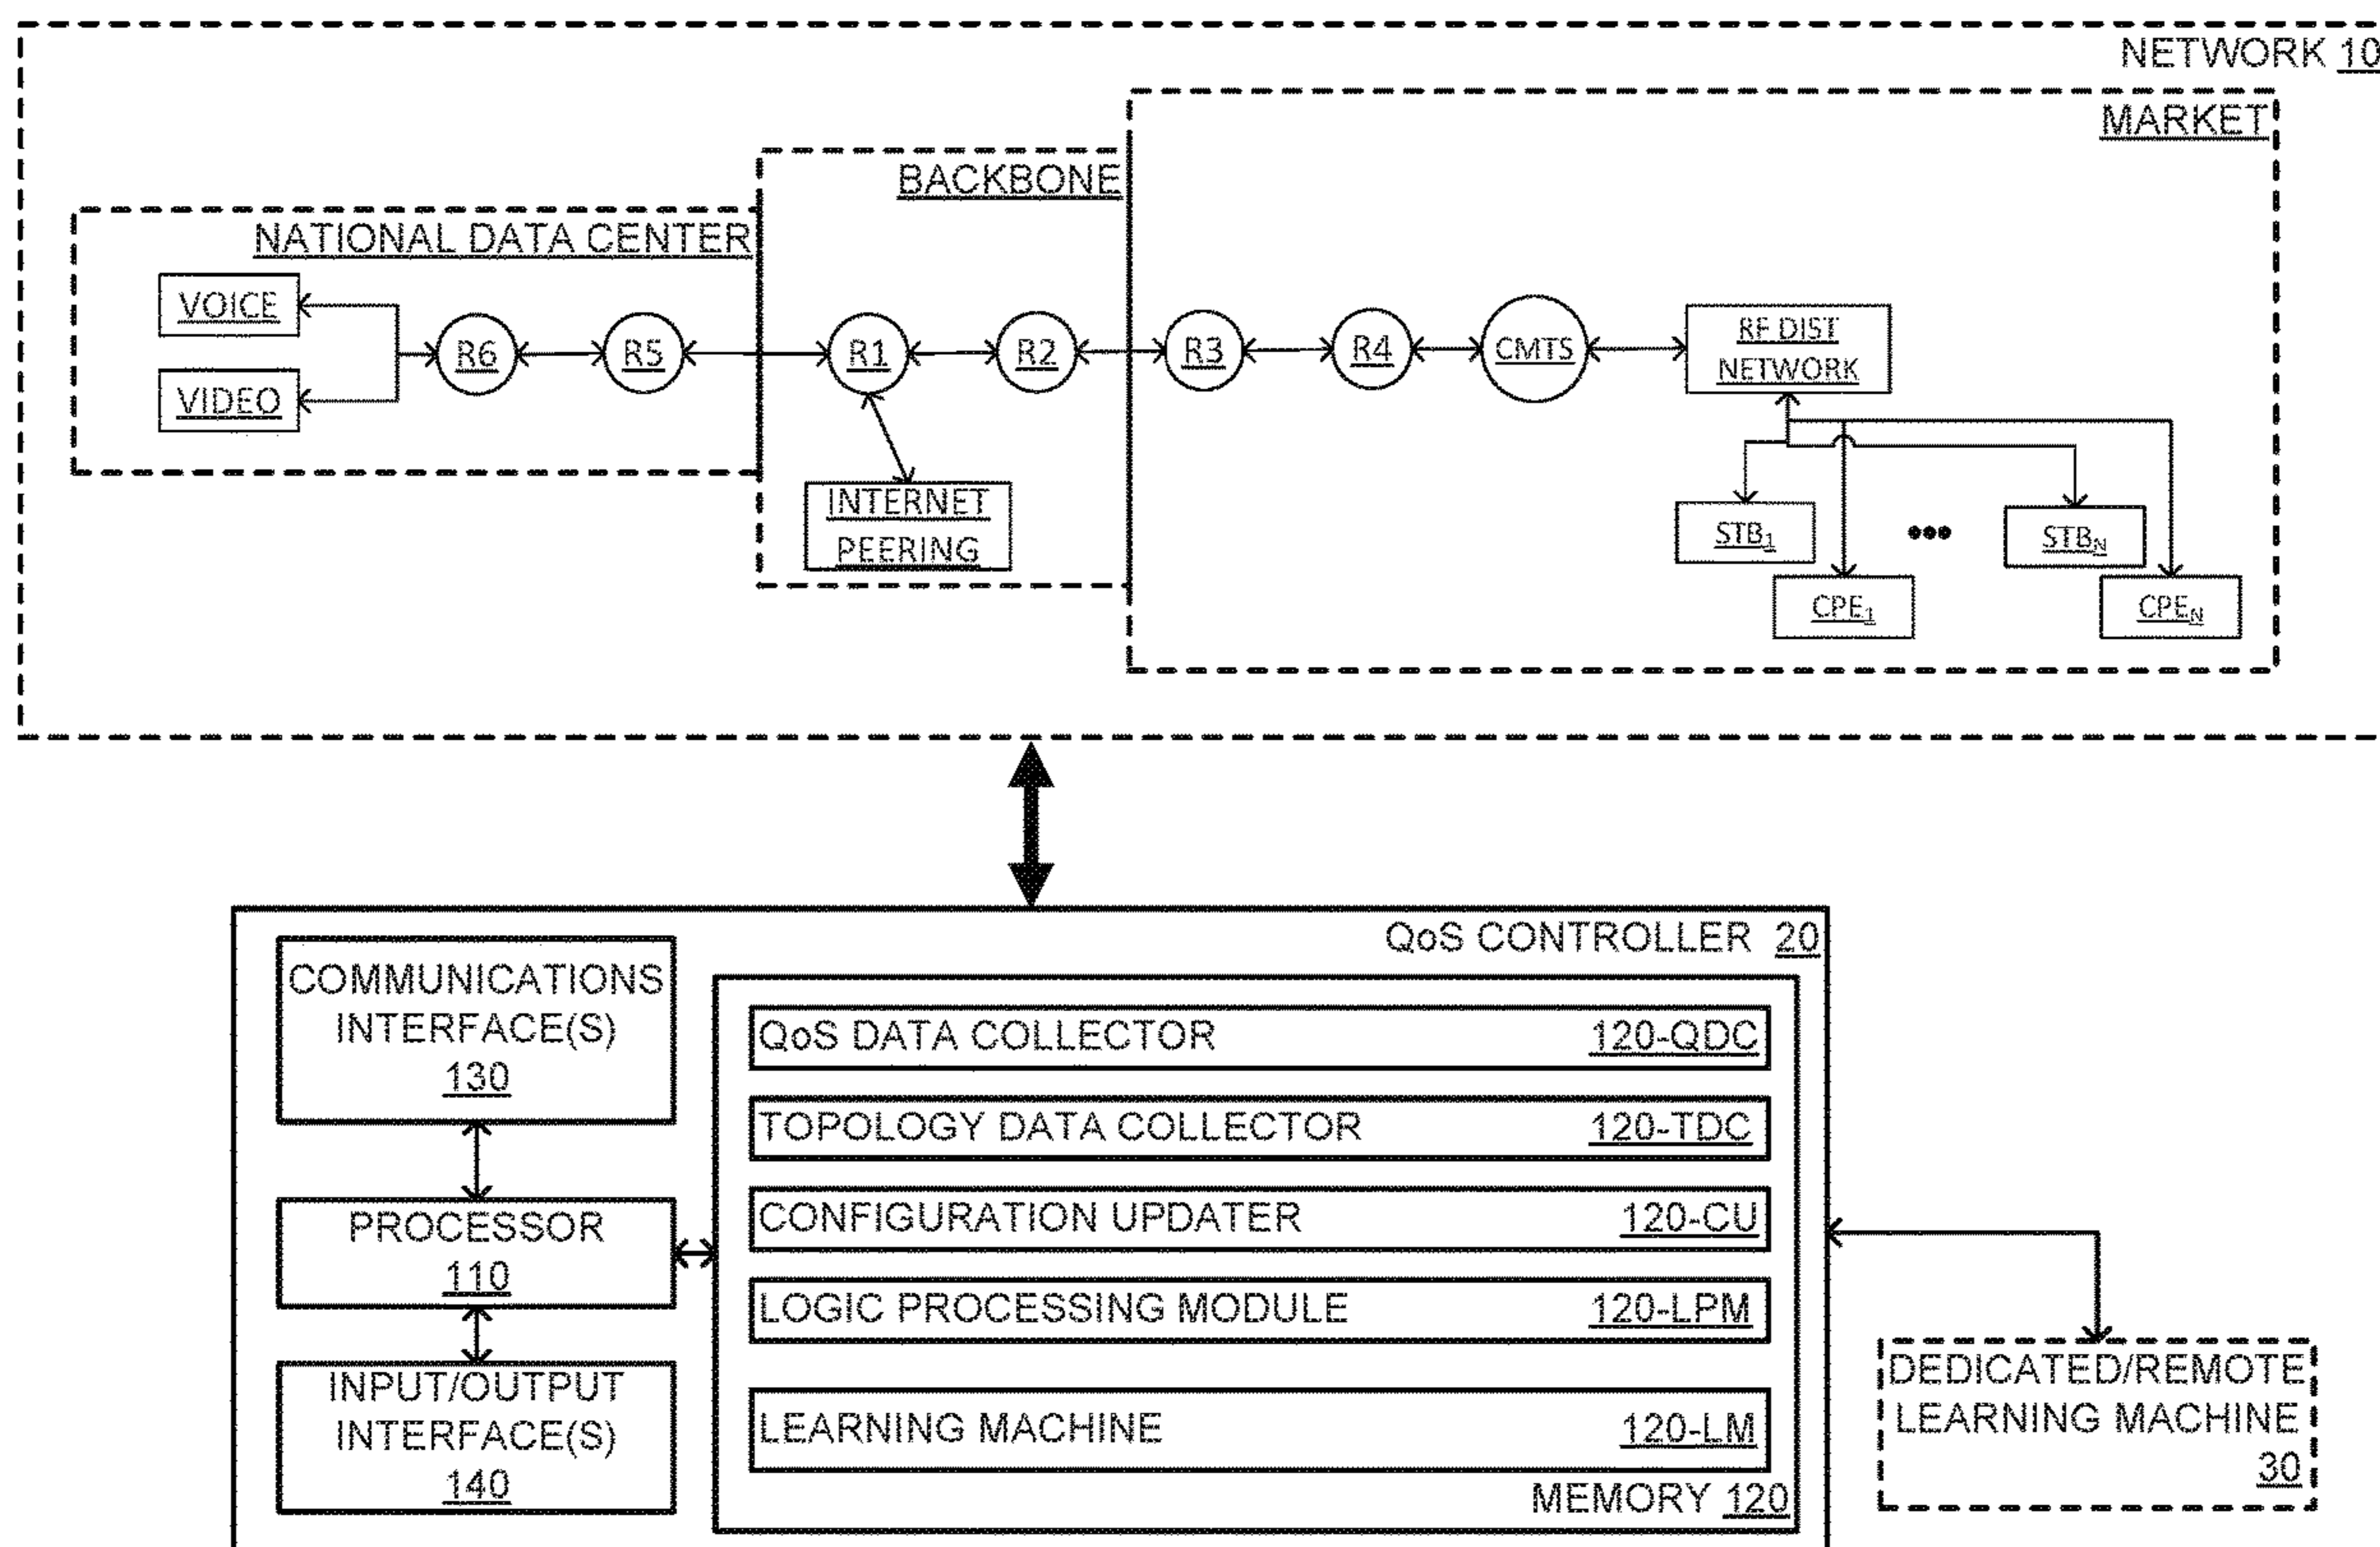 NETWORK 10
MARKET
BACKBONE
NATIONAL DATA CENTER
VOICE
VIDEO
R6
R5
R1
R2
R3
R4
CMTS
RF DIST
NETWORK
INTERNET
PEERING
STB1
•••
STBN
CPE1
CPEN
QoS CONTROLLER 20
COMMUNICATIONS
INTERFACE(S)
130
PROCESSOR
110
INPUT/OUTPUT
INTERFACE(S)
140
QoS DATA COLLECTOR 120-QDC
TOPOLOGY DATA COLLECTOR 120-TDC
CONFIGURATION UPDATER 120-CU
LOGIC PROCESSING MODULE 120-LPM
LEARNING MACHINE 120-LM
MEMORY 120
DEDICATED/REMOTE
LEARNING MACHINE
30